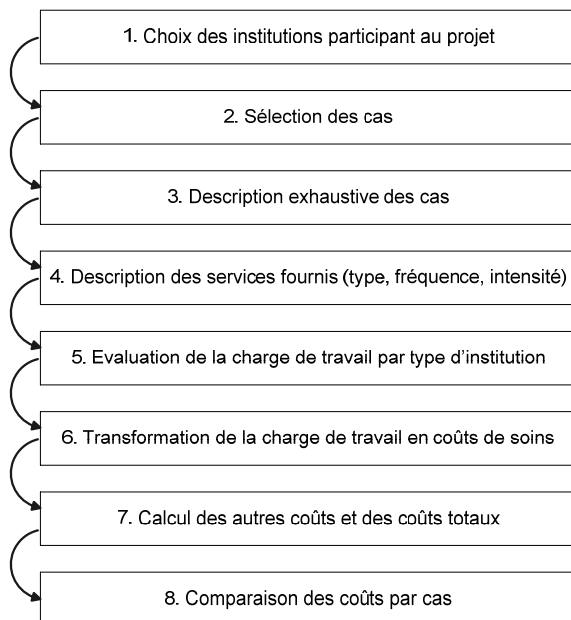 1. Choix des institutions participant au projet
2. Sélection des cas
3. Description exhaustive des cas
4. Description des services fournis (type, fréquence, intensité)
5. Evaluation de la charge de travail par type d'institution
6. Transformation de la charge de travail en coûts de soins
7. Calcul des autres coûts et des coûts totaux
8. Comparaison des coûts par cas